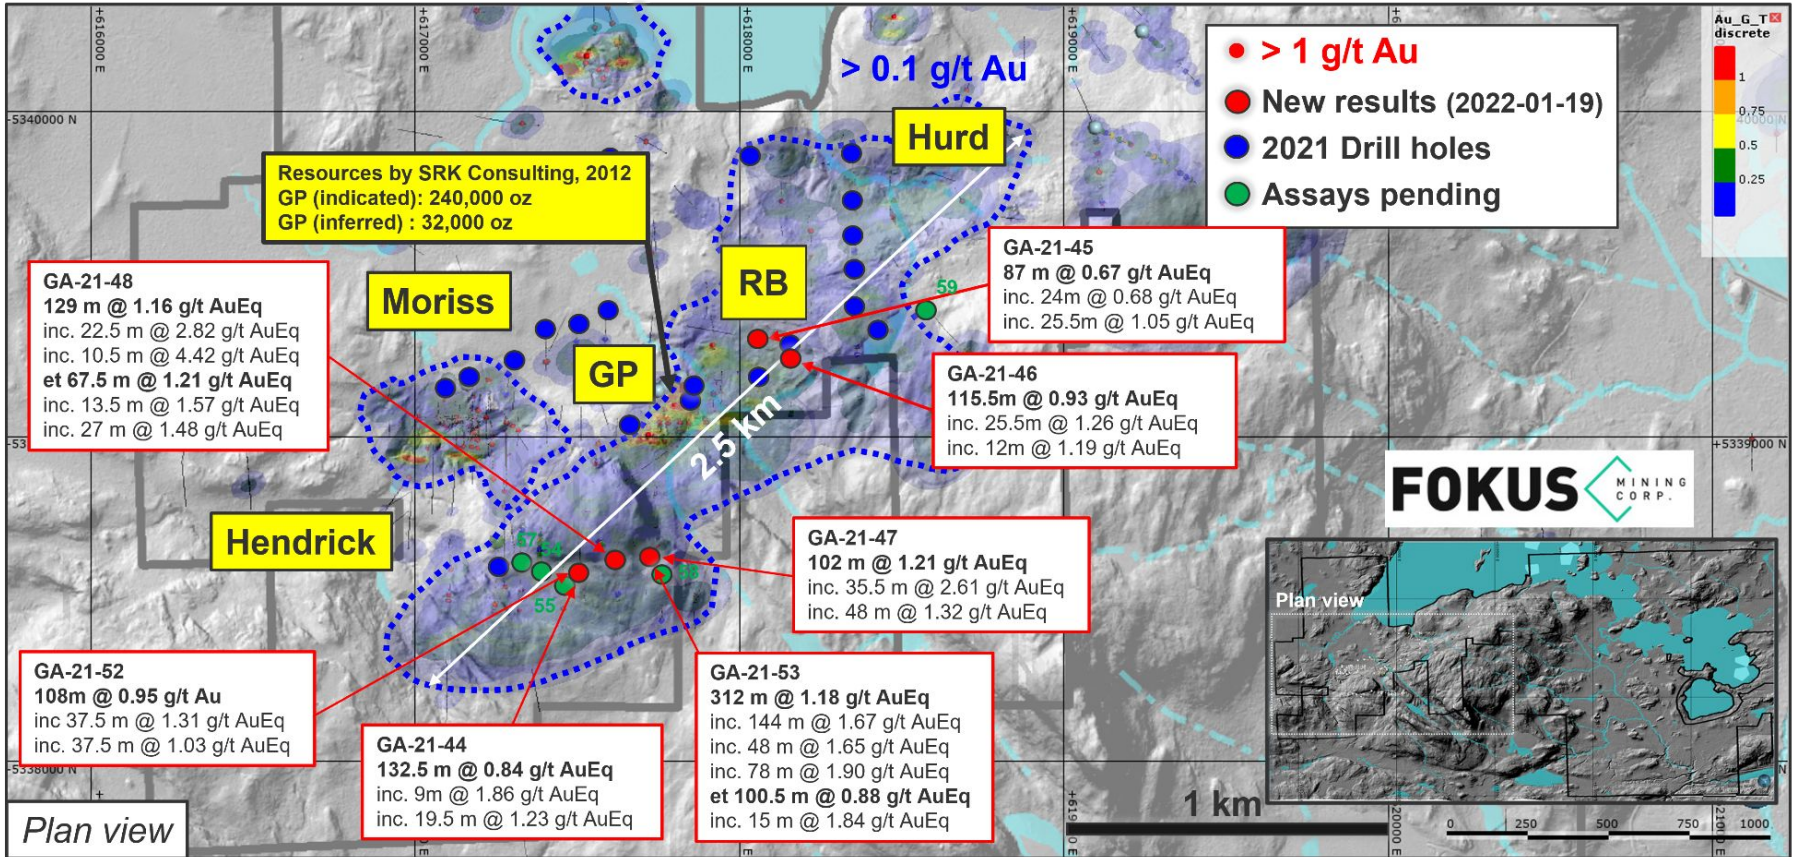 +616000 E
+617000 E
+618000 E
+619000 E
Au_G_T
discrete
1
0.75
0.5
0.25
> 0.1 g/t Au
> 1 g/t Au
New results (2022-01-19)
2021 Drill holes
Assays pending
-5340000 N
40000 N
Hurd
Resources by SRK Consulting, 2012
GP (indicated): 240,000 oz
GP (inferred) : 32,000 oz
GA-21-45
87 m @ 0.67 g/t AuEq
inc. 24m @ 0.68 g/t AuEq
inc. 25.5m @ 1.05 g/t AuEq
GA-21-48
129 m @ 1.16 g/t AuEq
inc. 22.5 m @ 2.82 g/t AuEq
inc. 10.5 m @ 4.42 g/t AuEq
et 67.5 m @ 1.21 g/t AuEq
inc. 13.5 m @ 1.57 g/t AuEq
inc. 27 m @ 1.48 g/t AuEq
Moriss
RB
59
GP
GA-21-46
115.5m @ 0.93 g/t AuEq
inc. 25.5m @ 1.26 g/t AuEq
inc. 12m @ 1.19 g/t AuEq
2.5 km
+5339000 N
FOKUS
MINING
CORP.
Hendrick
57
54
55
58
GA-21-47
102 m @ 1.21 g/t AuEq
inc. 35.5 m @ 2.61 g/t AuEq
inc. 48 m @ 1.32 g/t AuEq
Plan view
GA-21-52
108m @ 0.95 g/t Au
inc 37.5 m @ 1.31 g/t AuEq
inc. 37.5 m @ 1.03 g/t AuEq
GA-21-44
132.5 m @ 0.84 g/t AuEq
inc. 9m @ 1.86 g/t AuEq
inc. 19.5 m @ 1.23 g/t AuEq
GA-21-53
312 m @ 1.18 g/t AuEq
inc. 144 m @ 1.67 g/t AuEq
inc. 48 m @ 1.65 g/t AuEq
inc. 78 m @ 1.90 g/t AuEq
et 100.5 m @ 0.88 g/t AuEq
inc. 15 m @ 1.84 g/t AuEq
-5338000 N
Plan view
1 km
0 250 500 750 1000